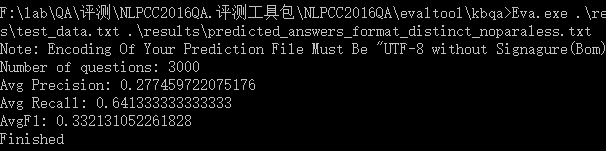 F:\lab\QA\评测\NLPCC2016QA.评测工具包\NLPCC2016QA\evaltool\kbqa>Eva.exe .\re
s\test_data.txt .\results\predicted_answers_format_distinct_noparaless.txt
Note: Encoding Of Your Prediction File Must Be "UTF-8 without Signagure(Bom)
Number of questions: 3000
Avg Precision: 0.277459722075176
Avg Recall: 0.641333333333333
AvgF1: 0.332131052261828
Finished